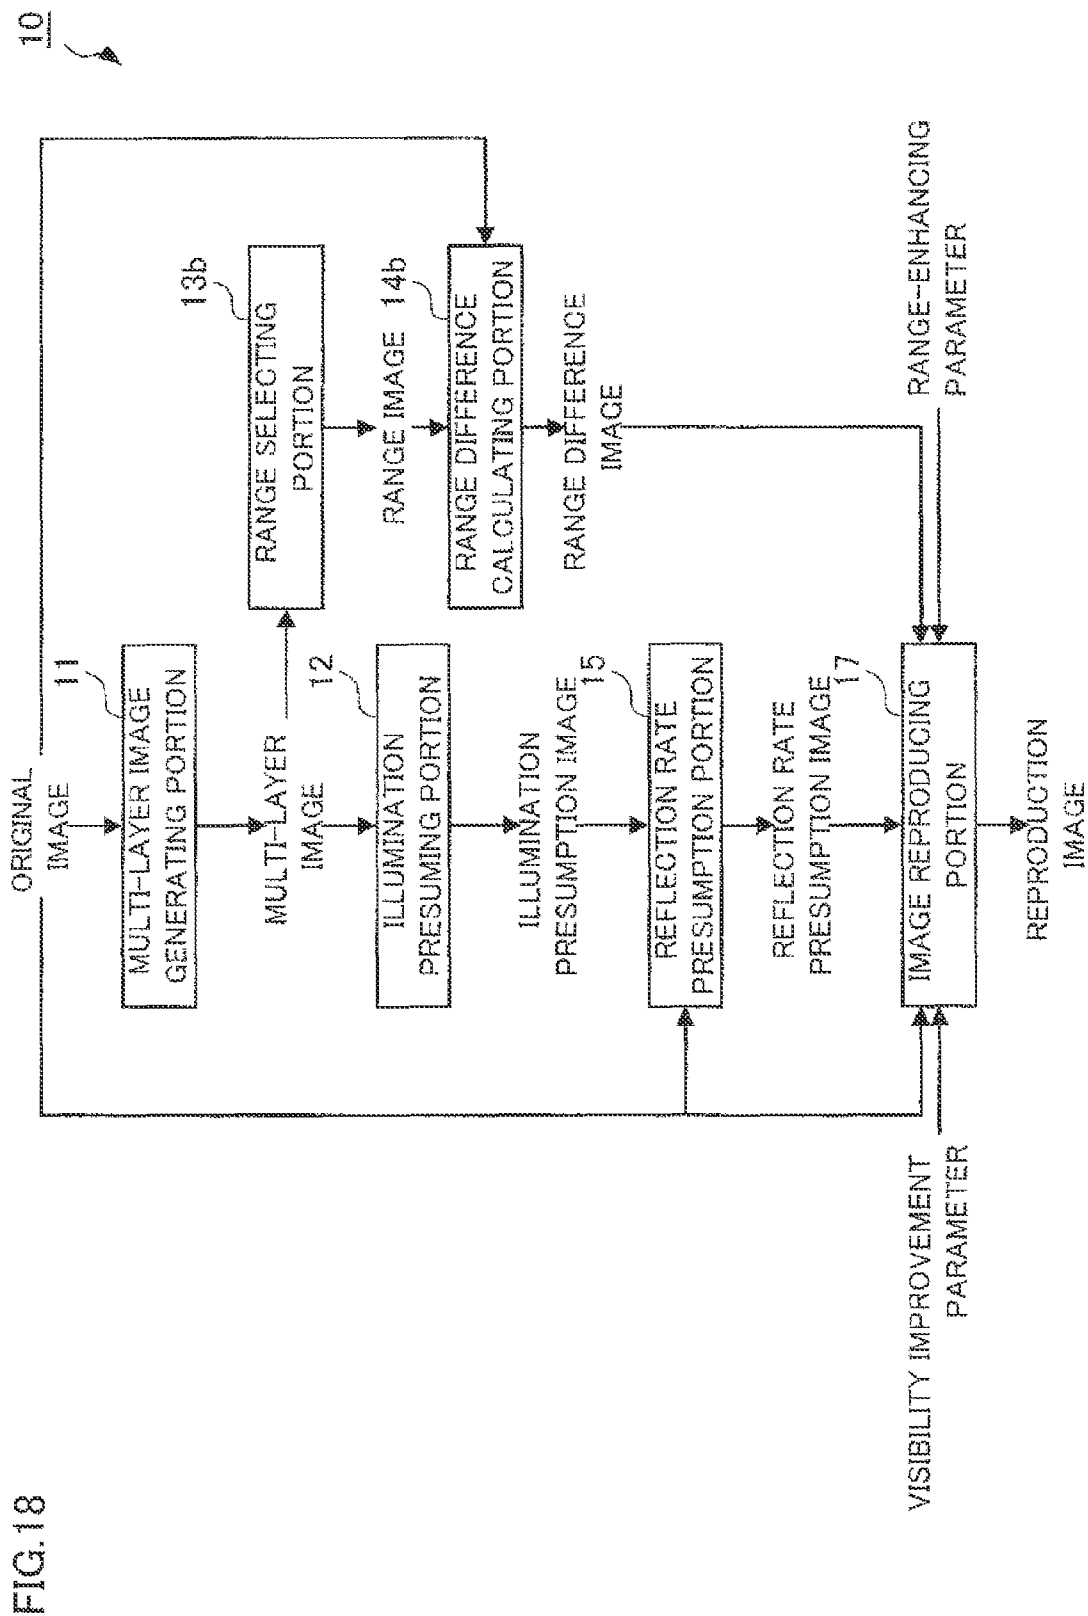 FIG.18
10
ORIGINAL
IMAGE
11
MULTI-LAYER IMAGE
GENERATING PORTION
MULTI-LAYER
IMAGE
13b
RANGE SELECTING
PORTION
RANGE IMAGE
14b
RANGE DIFFERENCE
CALCULATING PORTION
RANGE DIFFERENCE
IMAGE
12
ILLUMINATION
PRESUMING PORTION
ILLUMINATION
PRESUMPTION IMAGE
15
REFLECTION RATE
PRESUMPTION PORTION
REFLECTION RATE
PRESUMPTION IMAGE
17
IMAGE REPRODUCING
PORTION
VISIBILITY IMPROVEMENT
PARAMETER
RANGE-ENHANCING
PARAMETER
REPRODUCTION
IMAGE